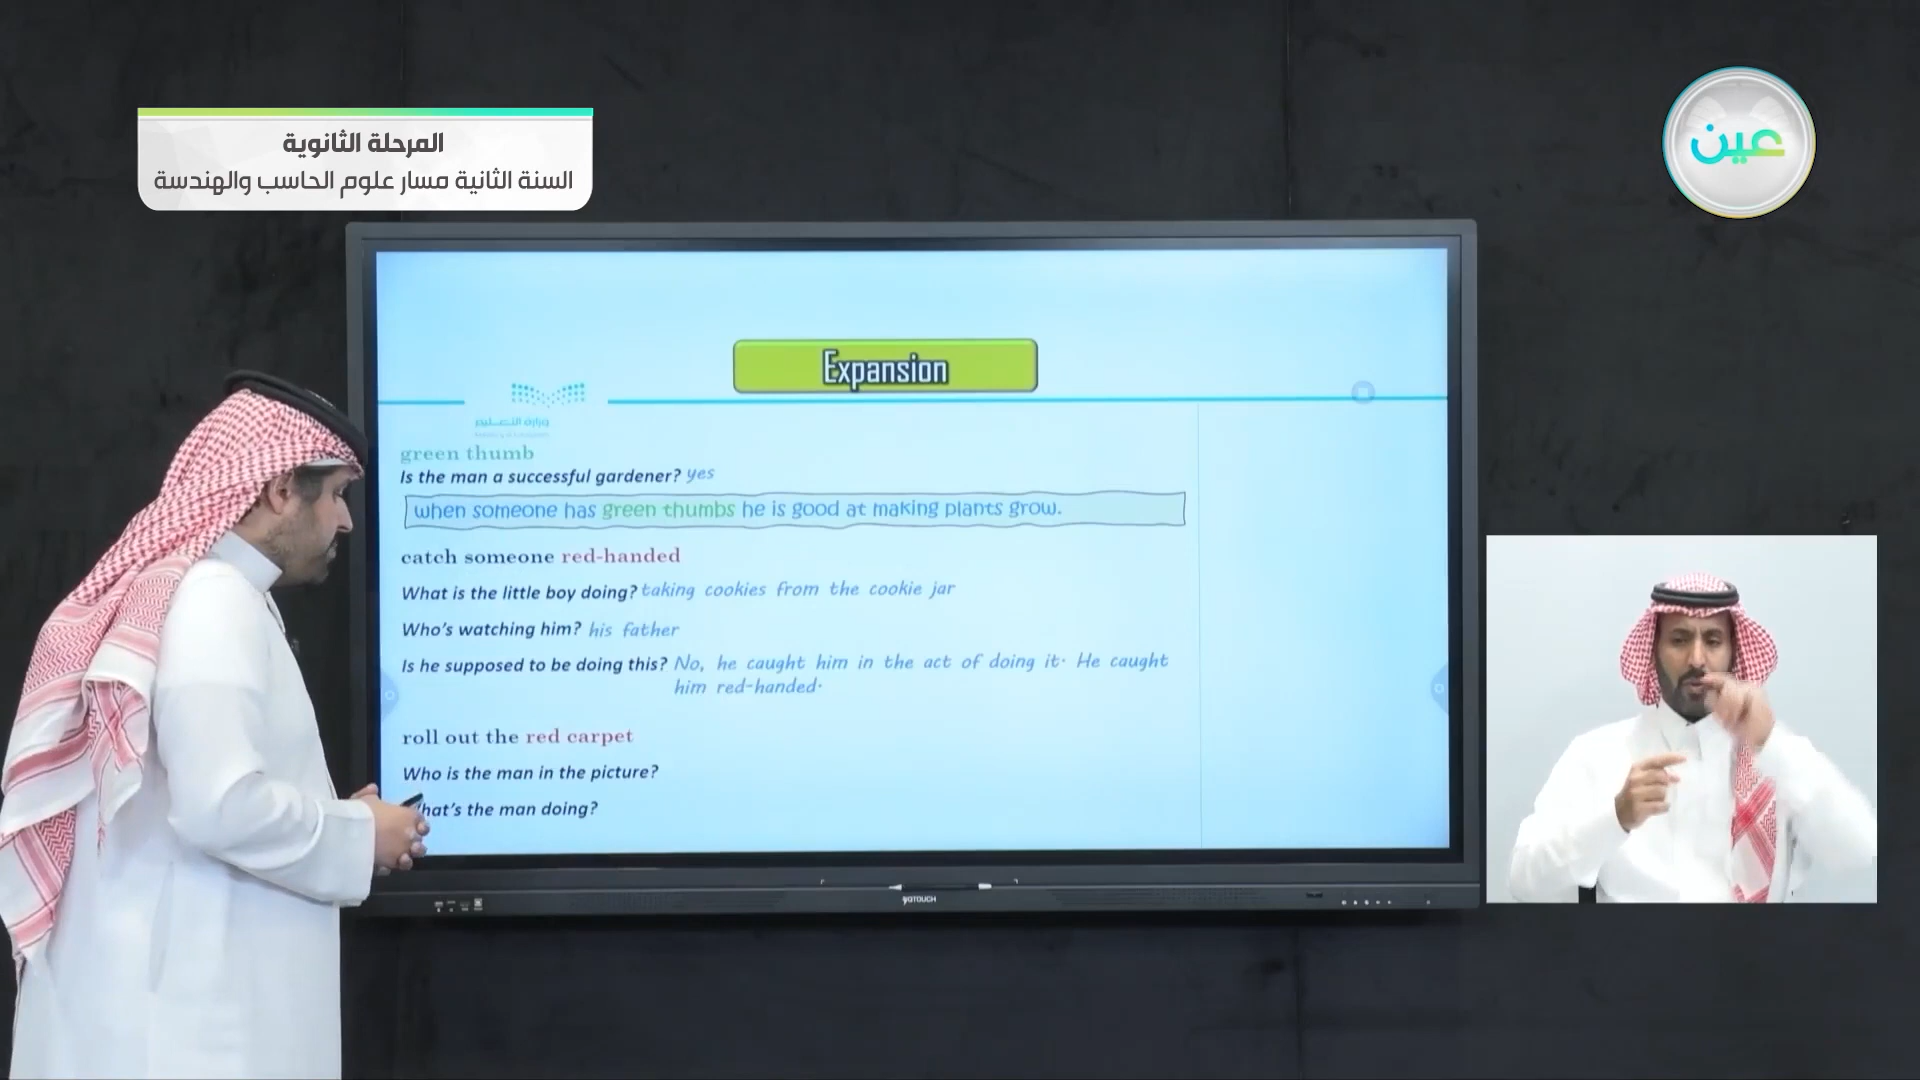 المرحلة الثانوية
السنة الثانية مسار علوم الحاسب والهندسة
عين
Expansion
وزارة التعليم
green thumb
Is the man a successful gardener? yes
when someone has green thumbs he is good at making plants grow.
catch someone red-handed
What is the little boy doing? taking cookies from the cookie jar
Who's watching him? his father
Is he supposed to be doing this? No, he caught him in the act of doing it. He caught
him red-handed.
roll out the red carpet
Who is the man in the picture?
hat's the man doing?